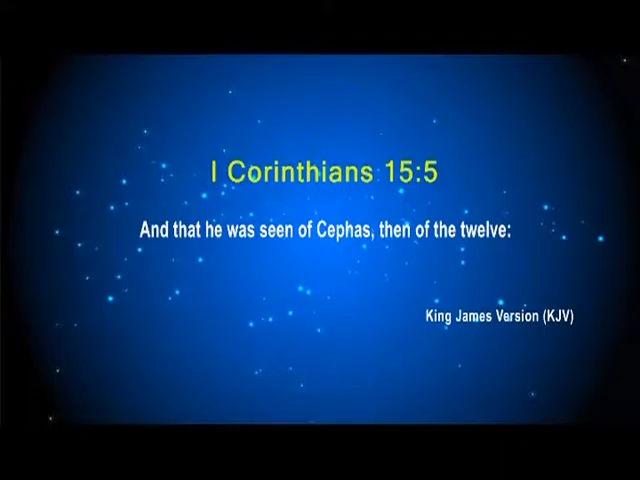 I Corinthians 15:5
And that he was seen of Cephas, then of the twelve:
King James Version (KJV)